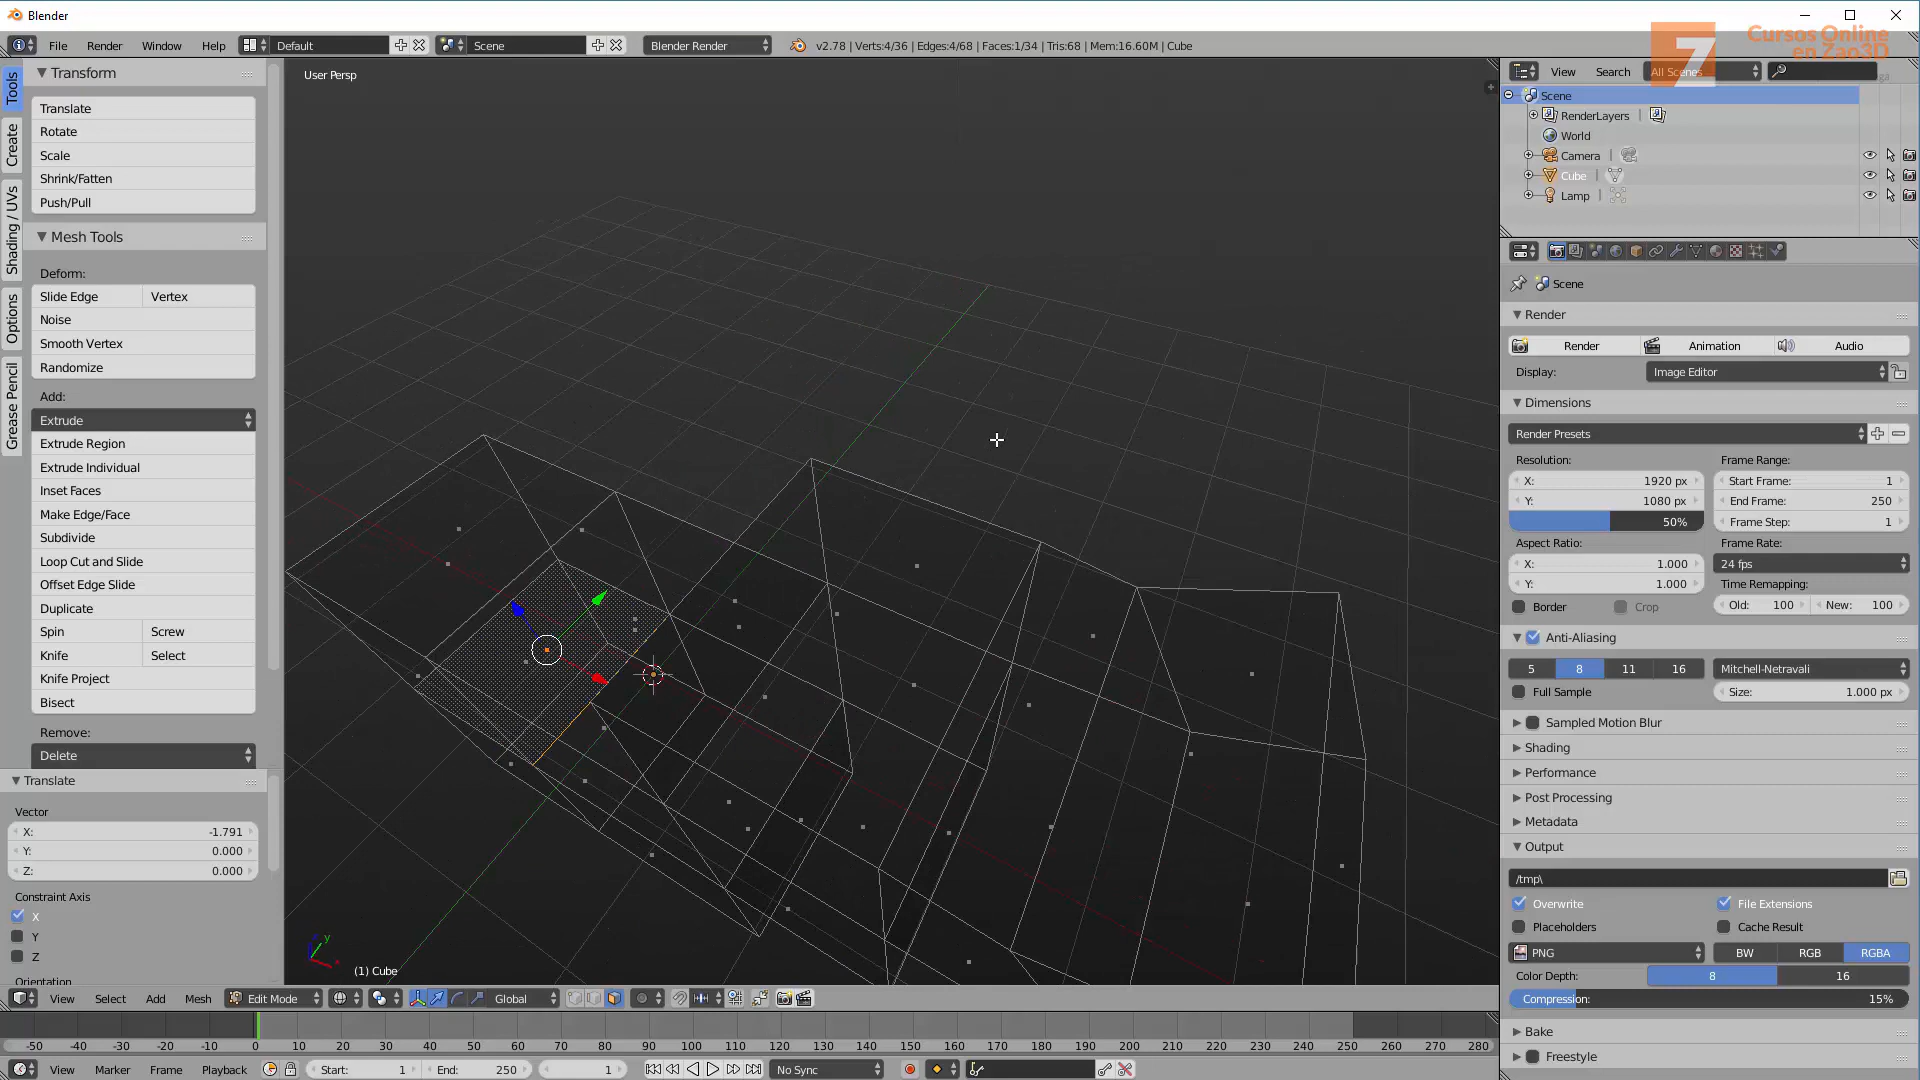 Blender
File Render Window Help Default Scene Blender Render v2.78 | Verts:4/36 | Edges:4/68 | Faces:1/34 | Tris:68 | Mem:16.60M | Cube
Cursos Online
en Zao3D
7
Tools
Create
Shading / UVs
Options
Grease Pencil
Transform
Translate
Rotate
Scale
Shrink/Fatten
Push/Pull
Mesh Tools
Deform:
Slide Edge Vertex
Noise
Smooth Vertex
Randomize
Add:
Extrude
Extrude Region
Extrude Individual
Inset Faces
Make Edge/Face
Subdivide
Loop Cut and Slide
Offset Edge Slide
Duplicate
Spin Screw
Knife Select
Knife Project
Bisect
Remove:
Delete
Translate
Vector
X: -1.791
Y: 0.000
Z: 0.000
Constraint Axis
X
Y
Z
Orientation
User Persp
y
(1) Cube
View Search All Scenes
Scene
RenderLayers |
World
Camera |
Cube |
Lamp |
Scene
Render
Render Animation Audio
Display: Image Editor
Dimensions
Render Presets
Resolution: Frame Range:
X: 1920 px Start Frame: 1
Y: 1080 px End Frame: 250
50% Frame Step: 1
Aspect Ratio: Frame Rate:
X: 1.000 24 fps
Y: 1.000 Time Remapping:
Border Crop Old: 100 New: 100
Anti-Aliasing
5 8 11 16 Mitchell-Netravali
Full Sample Size: 1.000 px
Sampled Motion Blur
Shading
Performance
Post Processing
Metadata
Output
/tmp\
Overwrite File Extensions
Placeholders Cache Result
PNG BW RGB RGBA
Color Depth: 8 16
Compression: 15%
Bake
Freestyle
View Select Add Mesh Edit Mode Global
-50 -40 -30 -20 -10 0 10 20 30 40 50 60 70 80 90 100 110 120 130 140 150 160 170 180 190 200 210 220 230 240 250 260 270 280
View Marker Frame Playback Start: 1 End: 250 1 No Sync